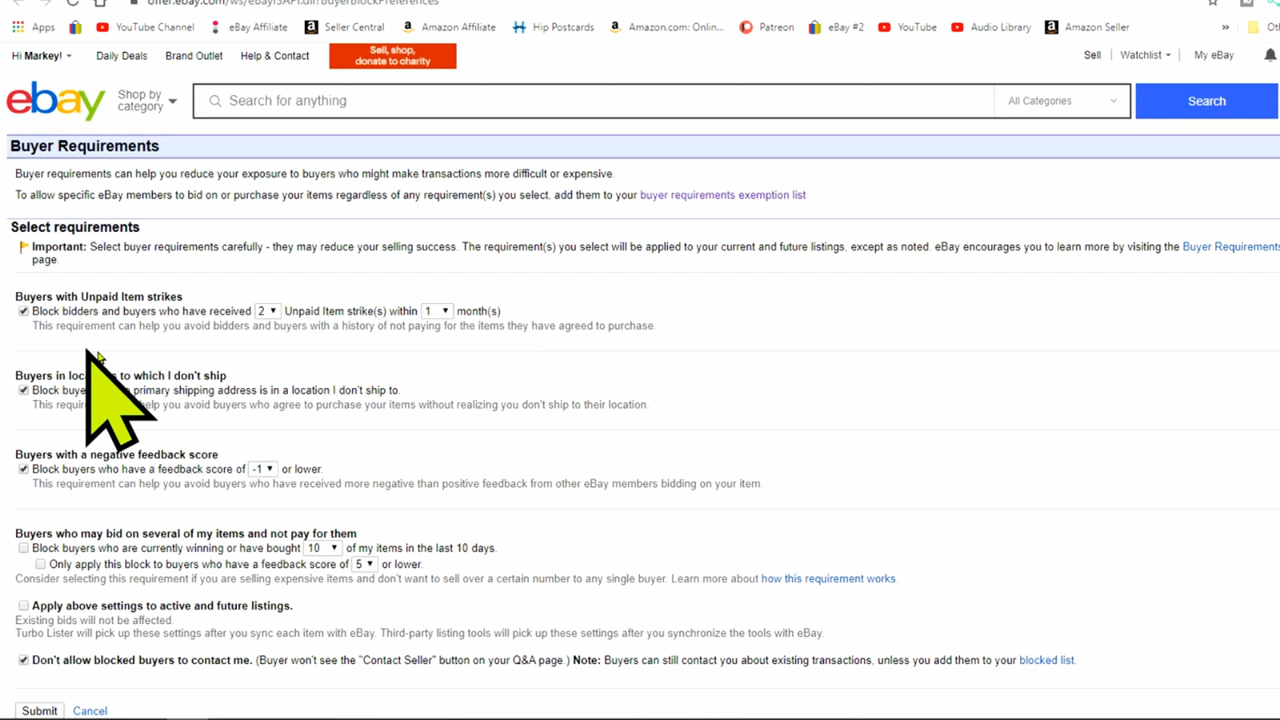 offer.ebay.com/ws/eBayISAPI.dll?BuyerBlockPreferences
Apps YouTube Channel eBay Affiliate Seller Central Amazon Affiliate Hip Postcards Amazon.com: Onlin... Patreon eBay #2 YouTube Audio Library Amazon Seller »
Hi Markey! Daily Deals Brand Outlet Help & Contact
Sell, shop,
donate to charity
Sell Watchlist My eBay
ebay
Shop by
category
Search for anything All Categories Search
Buyer Requirements
Buyer requirements can help you reduce your exposure to buyers who might make transactions more difficult or expensive.
To allow specific eBay members to bid on or purchase your items regardless of any requirement(s) you select, add them to your buyer requirements exemption list
Select requirements
Important: Select buyer requirements carefully - they may reduce your selling success. The requirement(s) you select will be applied to your current and future listings, except as noted. eBay encourages you to learn more by visiting the Buyer Requirements
page.
Buyers with Unpaid Item strikes
Block bidders and buyers who have received 2 Unpaid Item strike(s) within 1 month(s)
This requirement can help you avoid bidders and buyers with a history of not paying for the items they have agreed to purchase.
Buyers in to which I don't ship
Block primary shipping address is in a location I don't ship to.
This help you avoid buyers who agree to purchase your items without realizing you don't ship to their location.
Buyers with a negative feedback score
Block buyers who have a feedback score of -1 or lower.
This requirement can help you avoid buyers who have received more negative than positive feedback from other eBay members bidding on your item.
Buyers who may bid on several of my items and not pay for them
Block buyers who are currently winning or have bought 10 of my items in the last 10 days.
Only apply this block to buyers who have a feedback score of 5 or lower.
Consider selecting this requirement if you are selling expensive items and don't want to sell over a certain number to any single buyer. Learn more about how this requirement works.
Apply above settings to active and future listings.
Existing bids will not be affected.
Turbo Lister will pick up these settings after you sync each item with eBay. Third-party listing tools will pick up these settings after you synchronize the tools with eBay.
Don't allow blocked buyers to contact me. (Buyer won't see the "Contact Seller" button on your Q&A page.) Note: Buyers can still contact you about existing transactions, unless you add them to your blocked list.
Submit Cancel